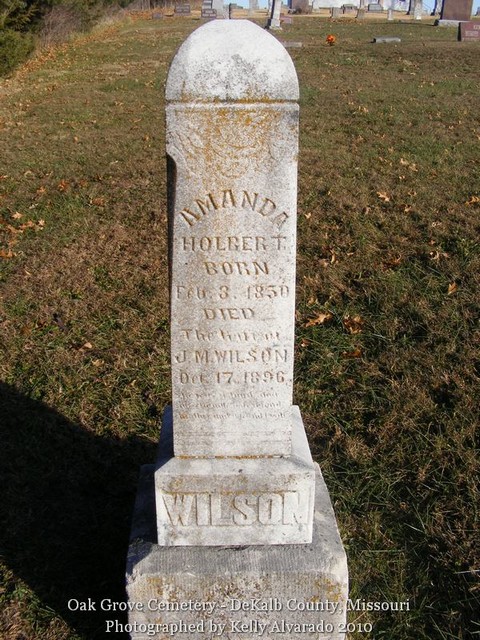 AMANDA
HOLBERT
BORN
Feb. 3. 1830
DIED
The Wife of
J.M. WILSON
Oct. 17. 1896.
WILSON
Oak Grove Cemetery - DeKalb County, Missouri
Photographed by Kelly Alvarado 2010